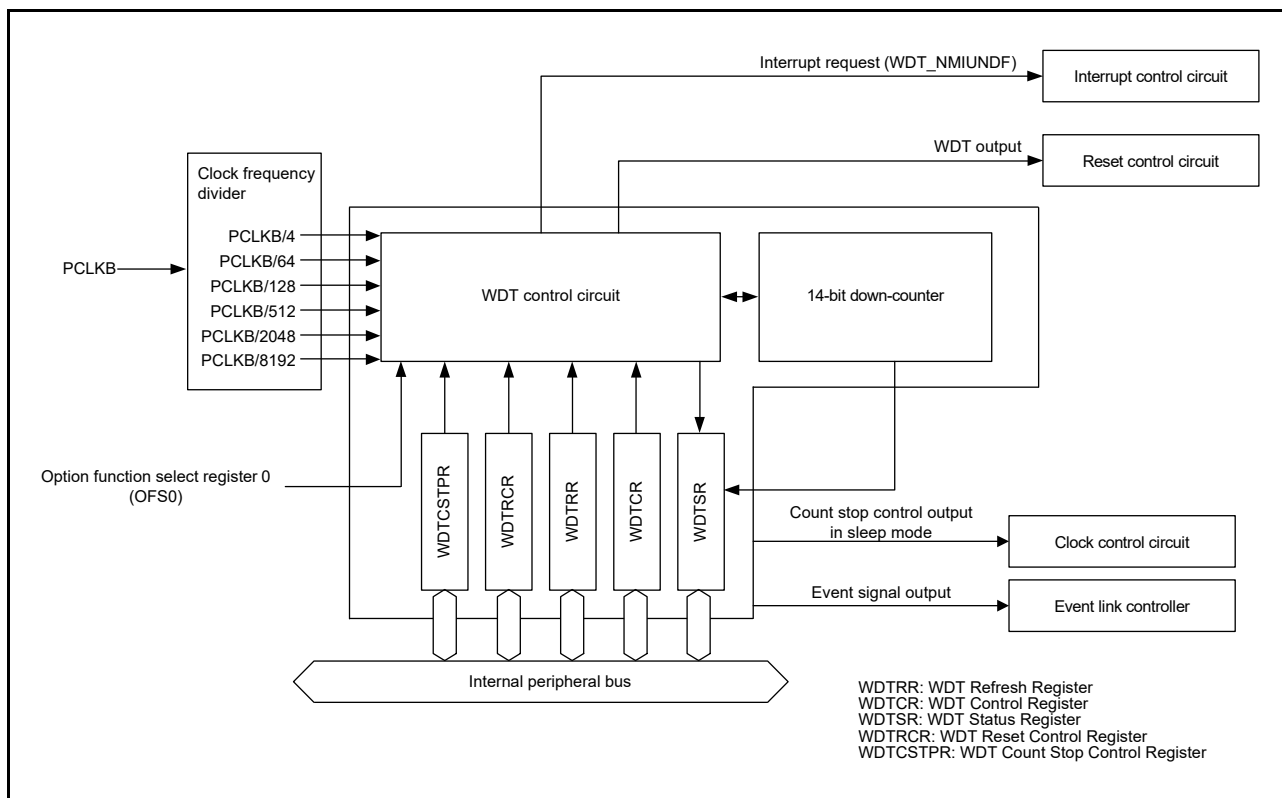 Interrupt request (WDT_NMIUNDF)
Interrupt control circuit
WDT output
Reset control circuit
Clock frequency
divider
PCLKB/4
PCLKB/64
PCLKB/128
PCLKB/512
PCLKB/2048
PCLKB/8192
PCLKB
WDT control circuit
14-bit down-counter
Option function select register 0
(OFS0)
WDTCSTPR
WDTRCR
WDTRR
WDTCR
WDTSR
Count stop control output
in sleep mode
Clock control circuit
Event signal output
Event link controller
Internal peripheral bus
WDTRR: WDT Refresh Register
WDTCR: WDT Control Register
WDTSR: WDT Status Register
WDTRCR: WDT Reset Control Register
WDTCSTPR: WDT Count Stop Control Register